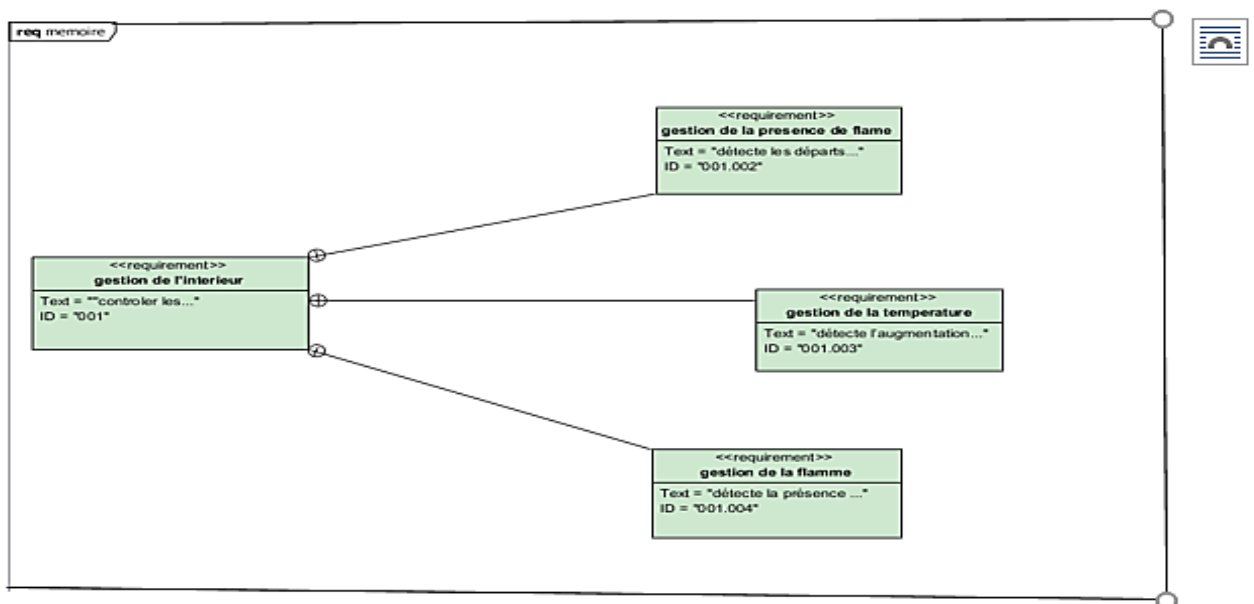 req memoire
<<requirement>>
gestion de la presence de flame
Text = "détecte les départs..."
ID = "001.002"
<<requirement>>
gestion de l'interieur
Text = ""controler les..."
ID = "001"
<<requirement>>
gestion de la temperature
Text = "détecte l'augmentation..."
ID = "001.003"
<<requirement>>
gestion de la flamme
Text = "détecte la présence ..."
ID = "001.004"